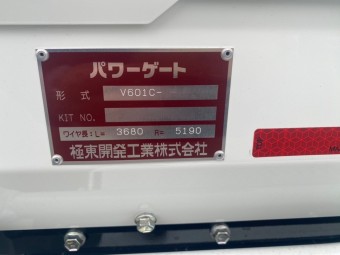 パワーゲート
形式 V601C-
KIT NO.
ワイヤ長:L= 3680 R= 5190
極東開発工業株式会社